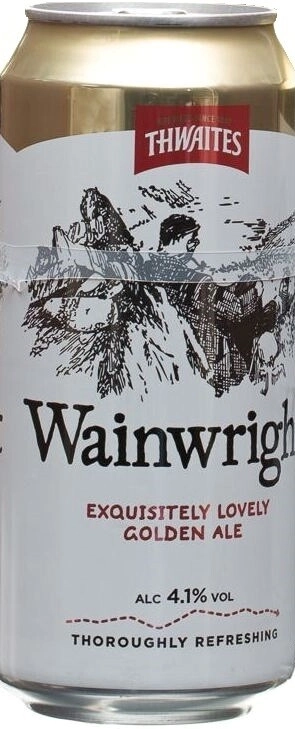 THWAITES
Wainwrigh
EXQUISITELY LOVELY
GOLDEN ALE
ALC 4.1% VOL
THOROUGHLY REFRESHING